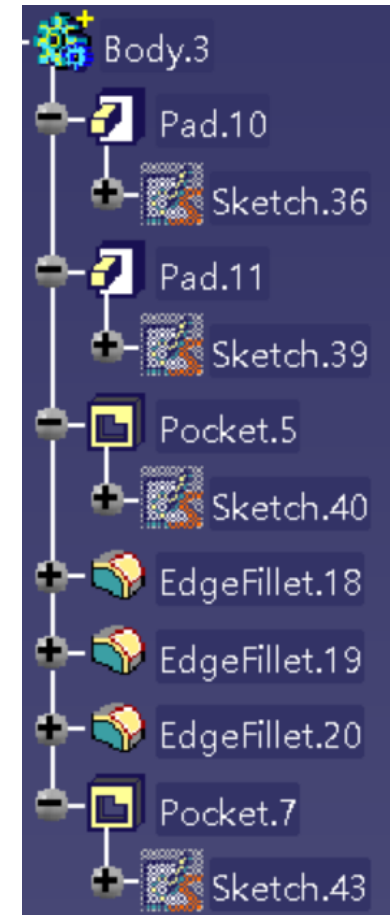 Body.3
Pad.10
Sketch.36
Pad.11
Sketch.39
Pocket.5
Sketch.40
EdgeFillet.18
EdgeFillet.19
EdgeFillet.20
Pocket.7
Sketch.43